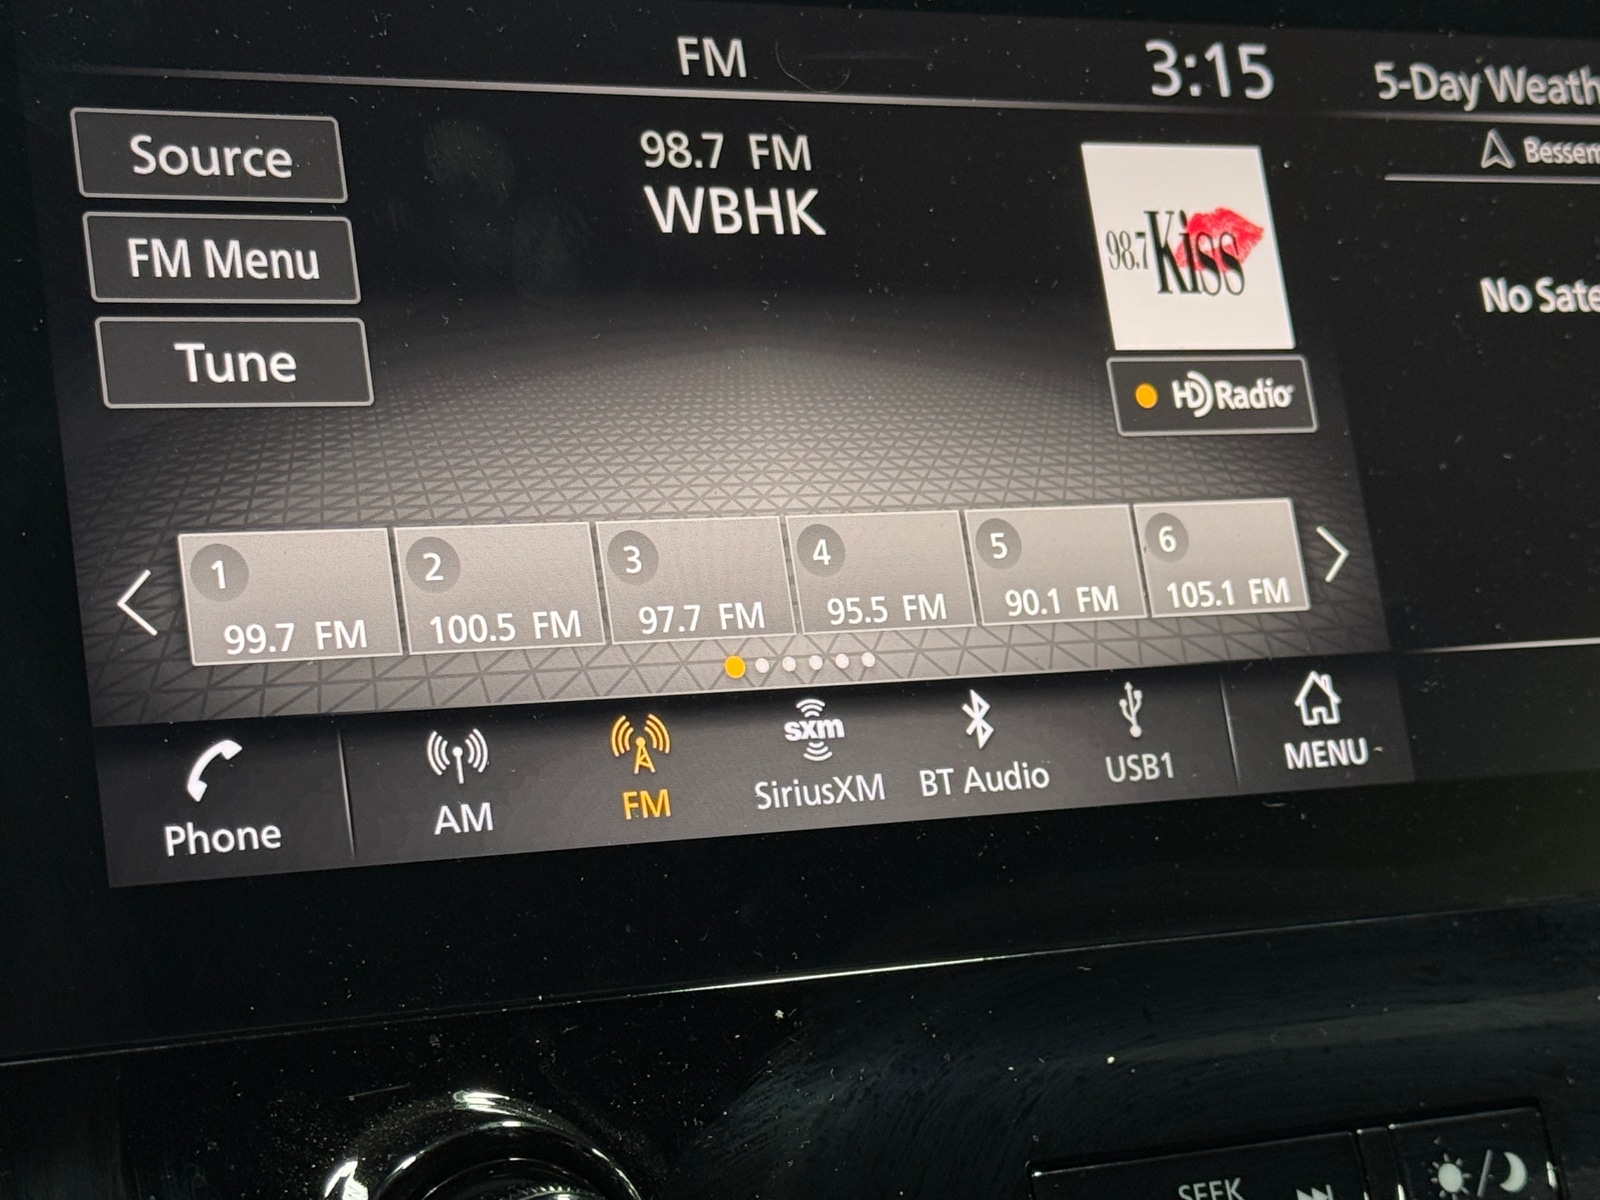 FM
3:15
5-Day Weath
Source
98.7 FM
WBHK
Bessem
FM Menu
98.7 Kiss
No Sate
Tune
HD Radio
1
2
3
4
5
6
99.7 FM
100.5 FM
97.7 FM
95.5 FM
90.1 FM
105.1 FM
Phone
AM
FM
sxm
SiriusXM
BT Audio
USB1
MENU
SEEK